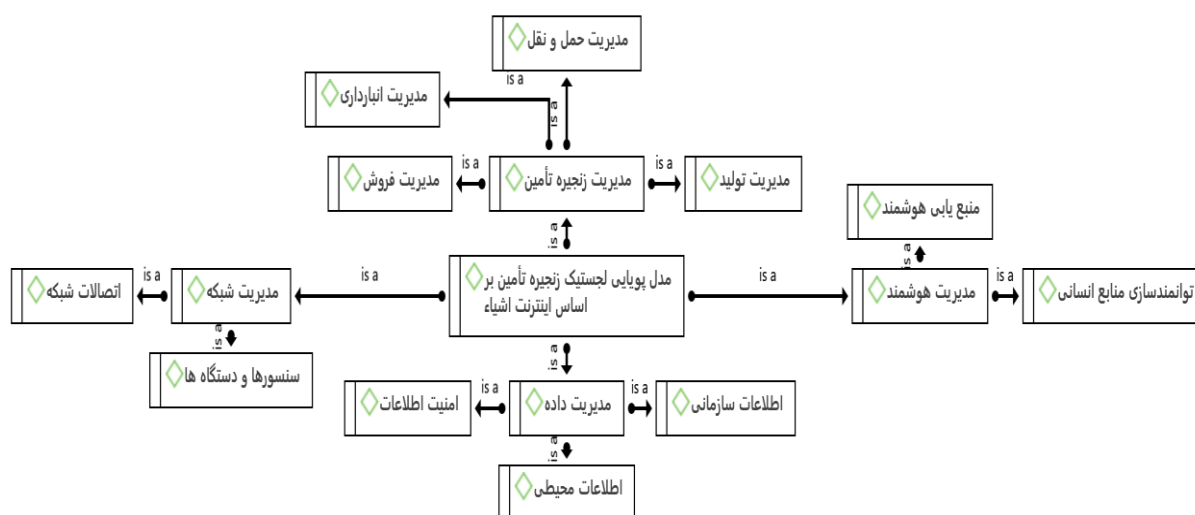 مدیریت حمل و نقل
is a
مدیریت انبارداری
is a
مدیریت فروش
is a
مدیریت زنجیره تأمین
is a
مدیریت تولید
is a
منبع یابی هوشمند
is a
مدل پویایی لجستیک زنجیره تأمین بر
اساس اینترنت اشیاء
is a
مدیریت هوشمند
is a
توانمندسازی منابع انسانی
is a
مدیریت شبکه
is a
اتصالات شبکه
is a
سنسورها و دستگاه ها
is a
مدیریت داده
is a
اطلاعات سازمانی
is a
امنیت اطلاعات
is a
اطلاعات محیطی